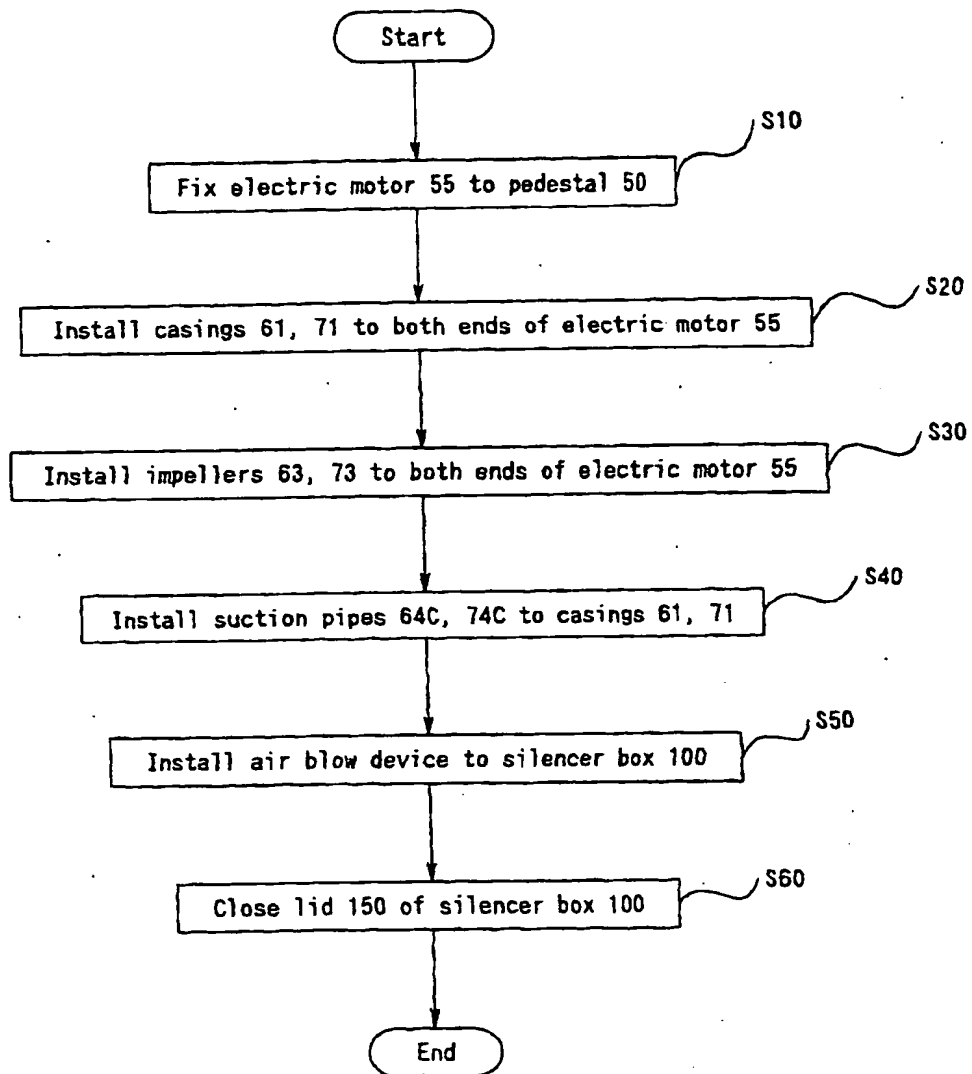 Start
S10
Fix electric motor 55 to pedestal 50
S20
Install casings 61, 71 to both ends of electric motor 55
S30
Install impellers 63, 73 to both ends of electric motor 55
S40
Install suction pipes 64C, 74C to casings 61, 71
S50
Install air blow device to silencer box 100
S60
Close lid 150 of silencer box 100
End